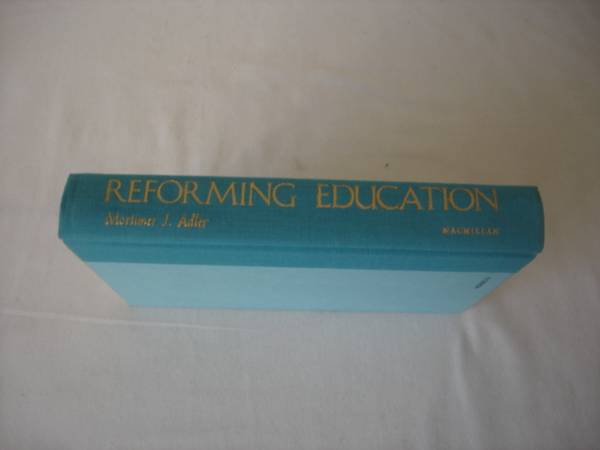 REFORMING EDUCATION
Mortimer J. Adler
MACMILLAN